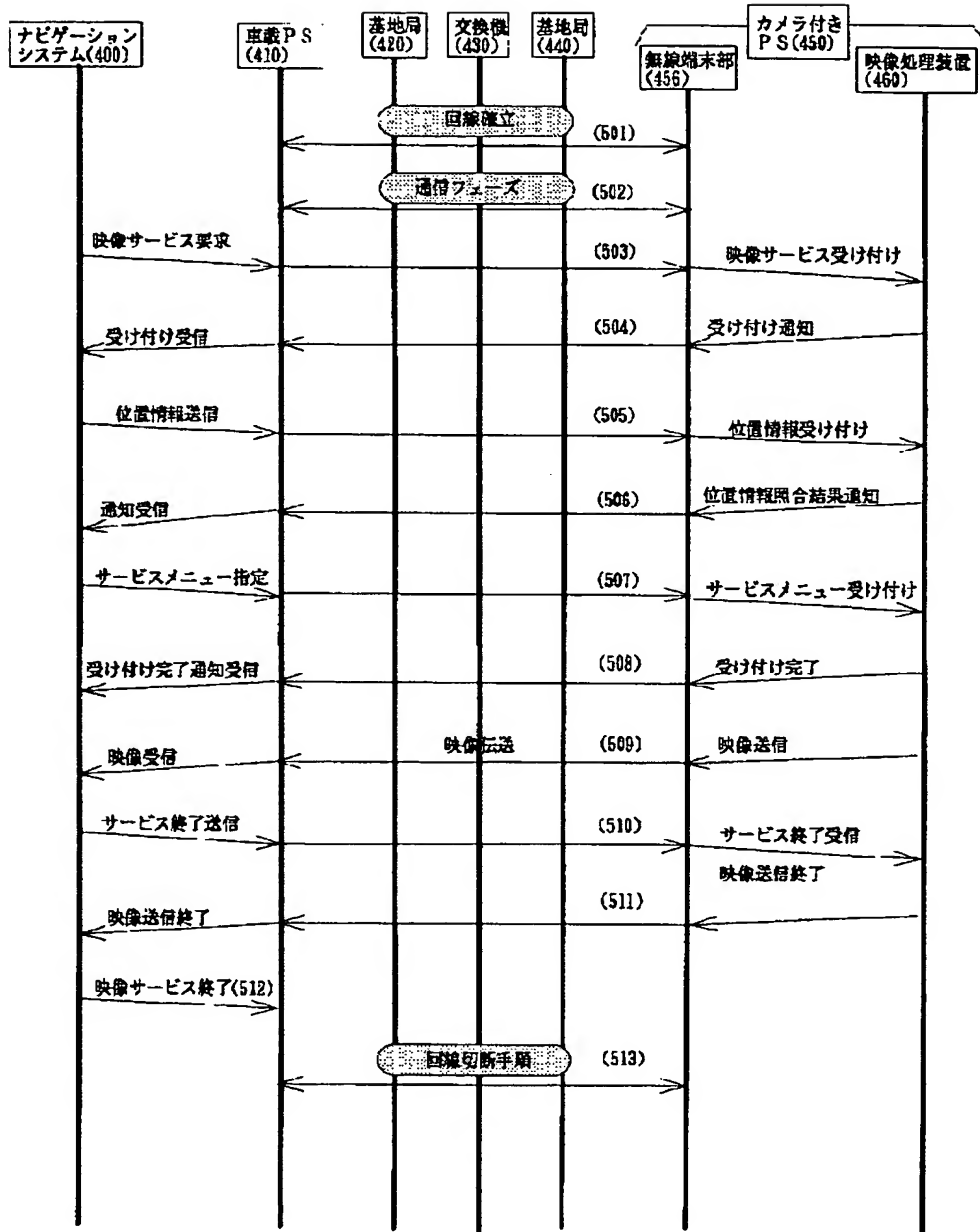 ナビゲーション
システム(400)
車載PS
(410)
基地局
(420)
交換機
(430)
基地局
(440)
カメラ付き
PS(450)
無線端末部
(456)
映像処理装置
(460)
回線確立
(501)
通信フェーズ
(502)
映像サービス要求
(503)
映像サービス受け付け
受け付け受信
(504)
受け付け通知
位置情報送信
(505)
位置情報受け付け
通知受信
(506)
位置情報照合結果通知
サービスメニュー指定
(507)
サービスメニュー受け付け
受け付け完了通知受信
(508)
受け付け完了
映像受信
映像伝送
(509)
映像送信
サービス終了送信
(510)
サービス終了受信
映像送信終了
(511)
映像送信終了
映像サービス終了(512)
回線切断手順
(513)